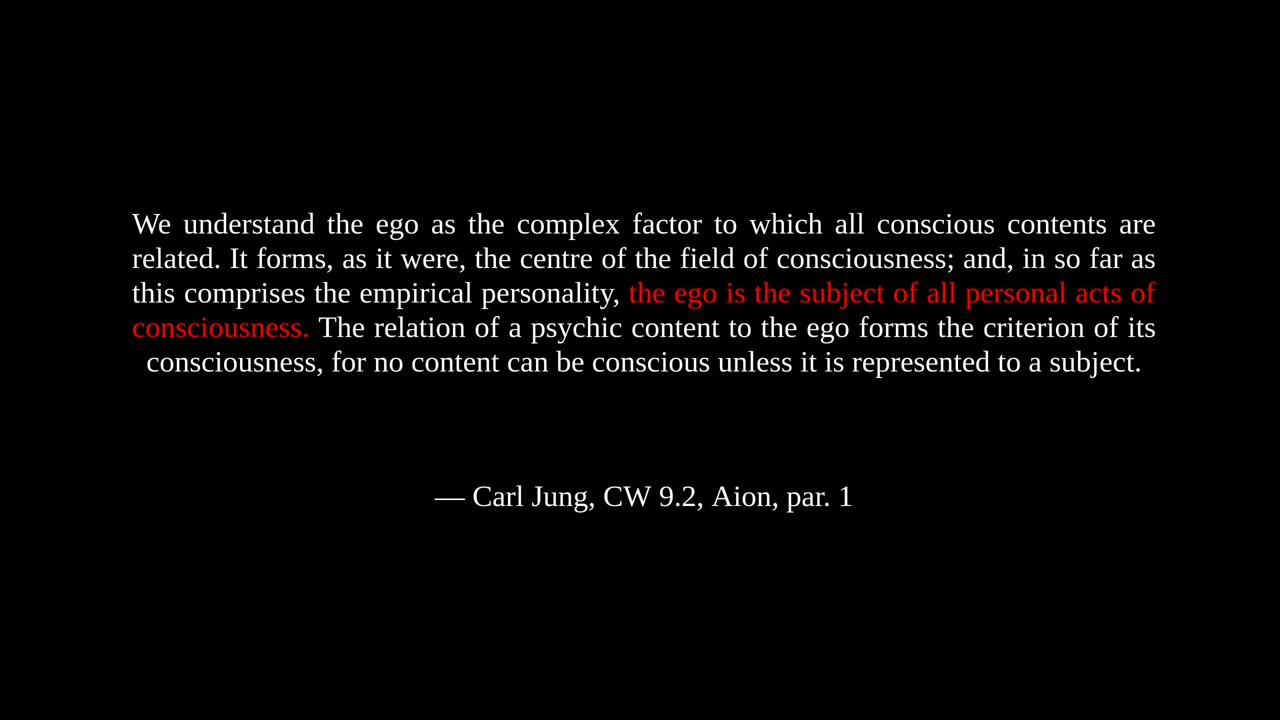 We understand the ego as the complex factor to which all conscious contents are
related. It forms, as it were, the centre of the field of consciousness; and, in so far as
this comprises the empirical personality, the ego is the subject of all personal acts of
consciousness. The relation of a psychic content to the ego forms the criterion of its
consciousness, for no content can be conscious unless it is represented to a subject.
— Carl Jung, CW 9.2, Aion, par. 1